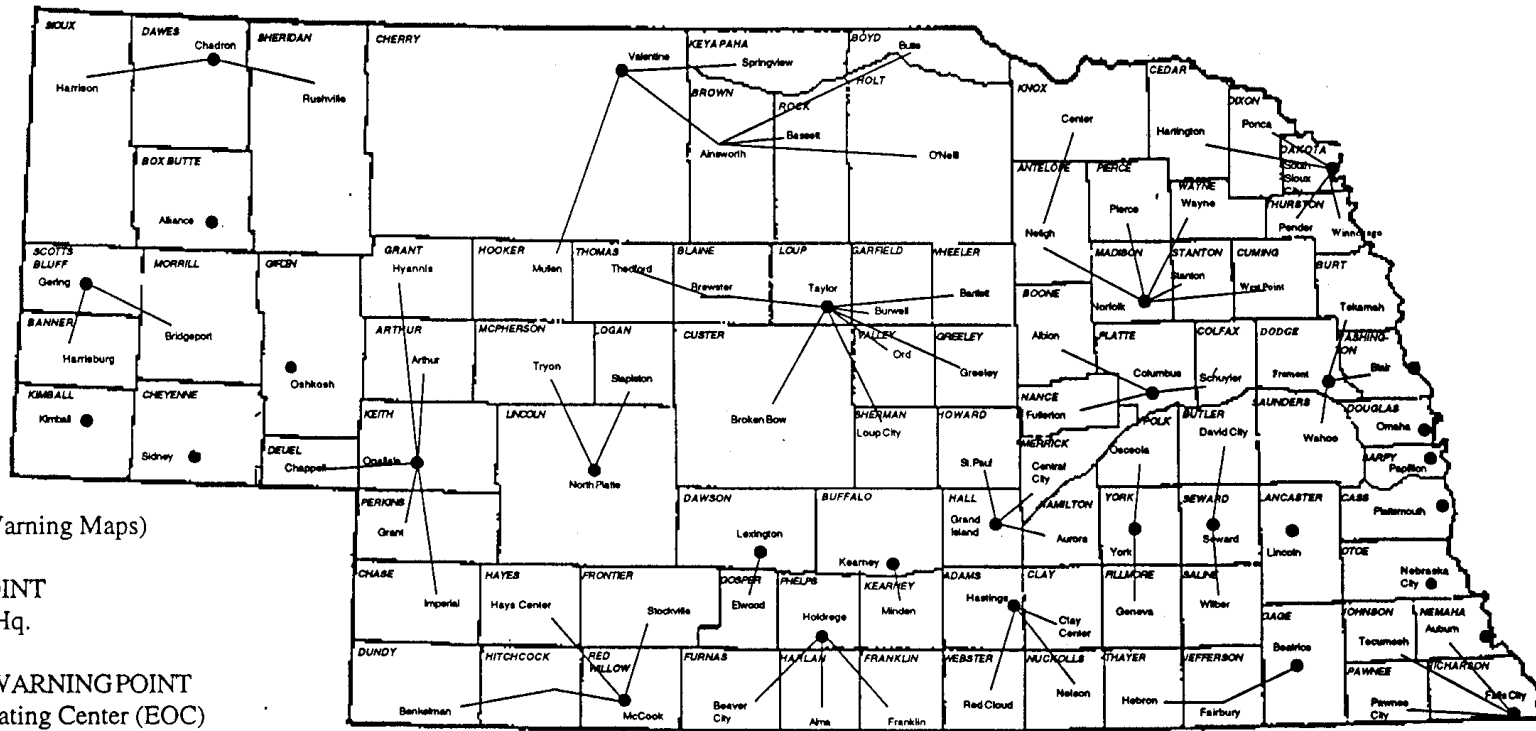 SIOUX
DAWES
Chadron
SHERIDAN
CHERRY
Harrison
Rushville
Valentine
KEYAPAHA
Springview
BOYD
Butte
HOLT
BROWN
ROCK
Bassett
Ainsworth
O'Neill
KNOX
Center
CEDAR
Hartington
DIXON
Ponca
DAKOTA
South
Sioux
City
BOX BUTTE
Alliance
ANTELOPE
PIERCE
Pierce
WAYNE
Wayne
THURSTON
Pender
Winnebago
Neligh
SCOTTS
BLUFF
Gering
MORRILL
Bridgeport
GRANT
Hyannis
HOOKER
Mullen
THOMAS
Thedford
BLAINE
Brewster
LOUP
Taylor
GARFIELD
Burwell
WHEELER
Bartlett
MADISON
Norfolk
STANTON
Stanton
CUMING
West Point
BURT
Tekamah
BANNER
Harrisburg
Oshkosh
ARTHUR
Arthur
MCPHERSON
Tryon
LOGAN
Stapleton
CUSTER
Broken Bow
VALLEY
Ord
GREELEY
Greeley
BOONE
Albion
PLATTE
Columbus
COLFAX
Schuyler
DODGE
Fremont
WASHING-
TON
Blair
KIMBALL
Kimball
CHEYENNE
Sidney
DEUEL
Chappell
KEITH
Ogallala
LINCOLN
North Platte
SHERMAN
Loup City
HOWARD
St. Paul
NANCE
Fullerton
MERRICK
Central
City
POLK
Osceola
BUTLER
David City
SAUNDERS
Wahoo
DOUGLAS
Omaha
SARPY
Papillion
PERKINS
Grant
DAWSON
Lexington
BUFFALO
Kearney
HALL
Grand
Island
HAMILTON
Aurora
YORK
York
SEWARD
Seward
LANCASTER
Lincoln
CASS
Plattsmouth
OTOE
Nebraska
City
CHASE
Imperial
HAYES
Hays Center
FRONTIER
Stockville
GOSPER
Elwood
PHELPS
Holdrege
KEARNEY
Minden
ADAMS
Hastings
CLAY
Clay
Center
FILLMORE
Geneva
SALINE
Wilber
GAGE
Beatrice
JOHNSON
Tecumseh
NEMAHA
Auburn
DUNDY
Benkelman
HITCHCOCK
RED
WILLOW
McCook
FURNAS
Beaver
City
HARLAN
Alma
FRANKLIN
Franklin
WEBSTER
Red Cloud
NUCKOLLS
Nelson
THAYER
Hebron
JEFFERSON
Fairbury
PAWNEE
Pawnee
City
RICHARSON
Falls City
Warning Maps)
OINT
Hq.
WARNING POINT
ating Center (EOC)